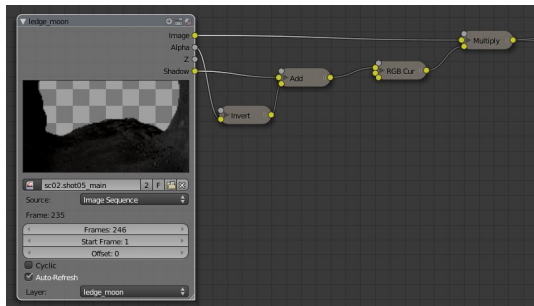 ledge_moon
Image
Alpha
Z
Shadow
Multiply
Add
RGB Cur
Invert
sc02.shot05_main 2 F
Source: Image Sequence
Frame: 235
Frames: 246
Start Frame: 1
Offset: 0
Cyclic
Auto-Refresh
Layer: ledge_moon